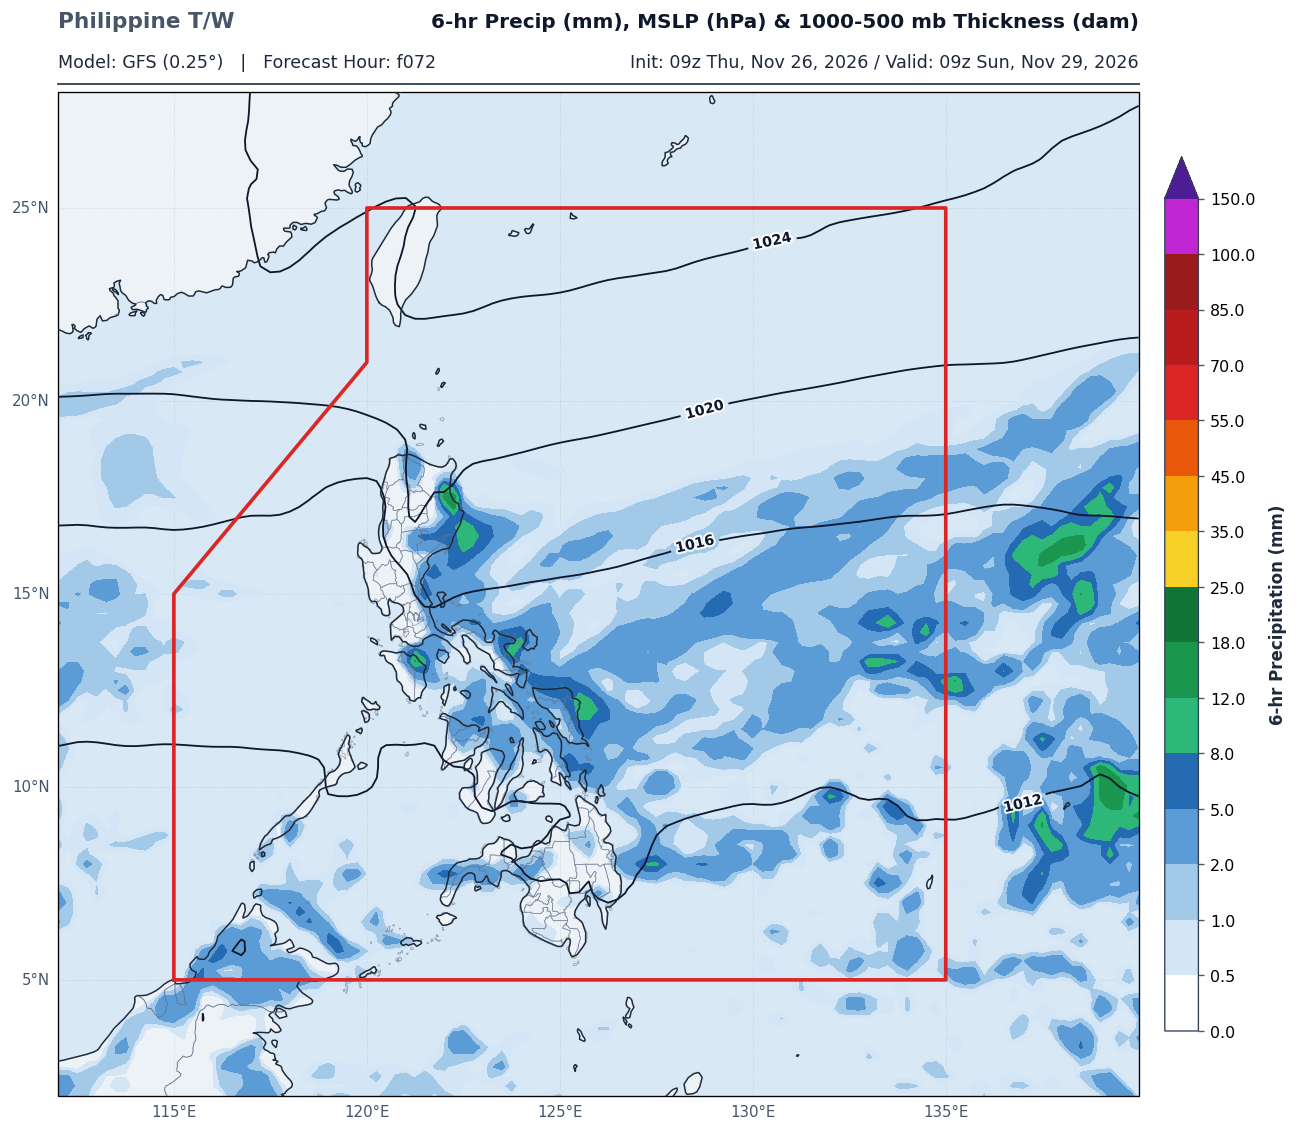 Philippine T/W
6-hr Precip (mm), MSLP (hPa) & 1000-500 mb Thickness (dam)
Model: GFS (0.25°) | Forecast Hour: f072
Init: 09z Thu, Nov 26, 2026 / Valid: 09z Sun, Nov 29, 2026
25°N
20°N
15°N
10°N
5°N
115°E
120°E
125°E
130°E
135°E
1024
1020
1016
1012
150.0
100.0
85.0
70.0
55.0
45.0
35.0
25.0
18.0
12.0
8.0
5.0
2.0
1.0
0.5
0.0
6-hr Precipitation (mm)